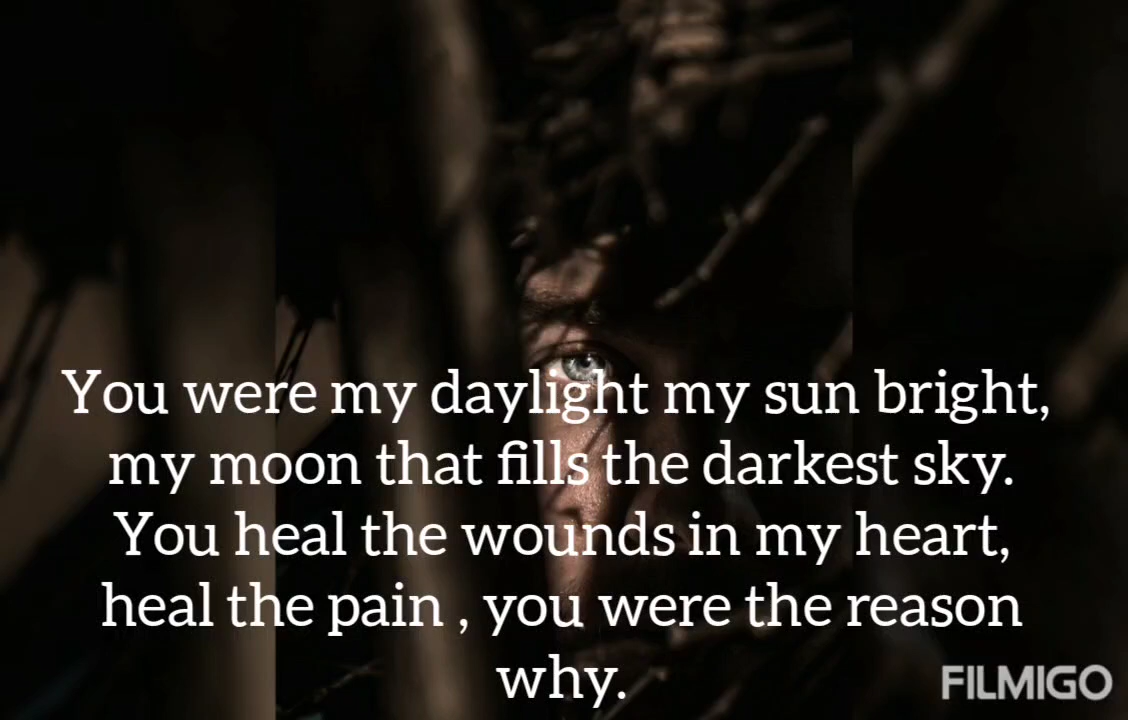 You were my daylight my sun bright,
my moon that fills the darkest sky.
You heal the wounds in my heart,
heal the pain , you were the reason
why.
FILMIGO